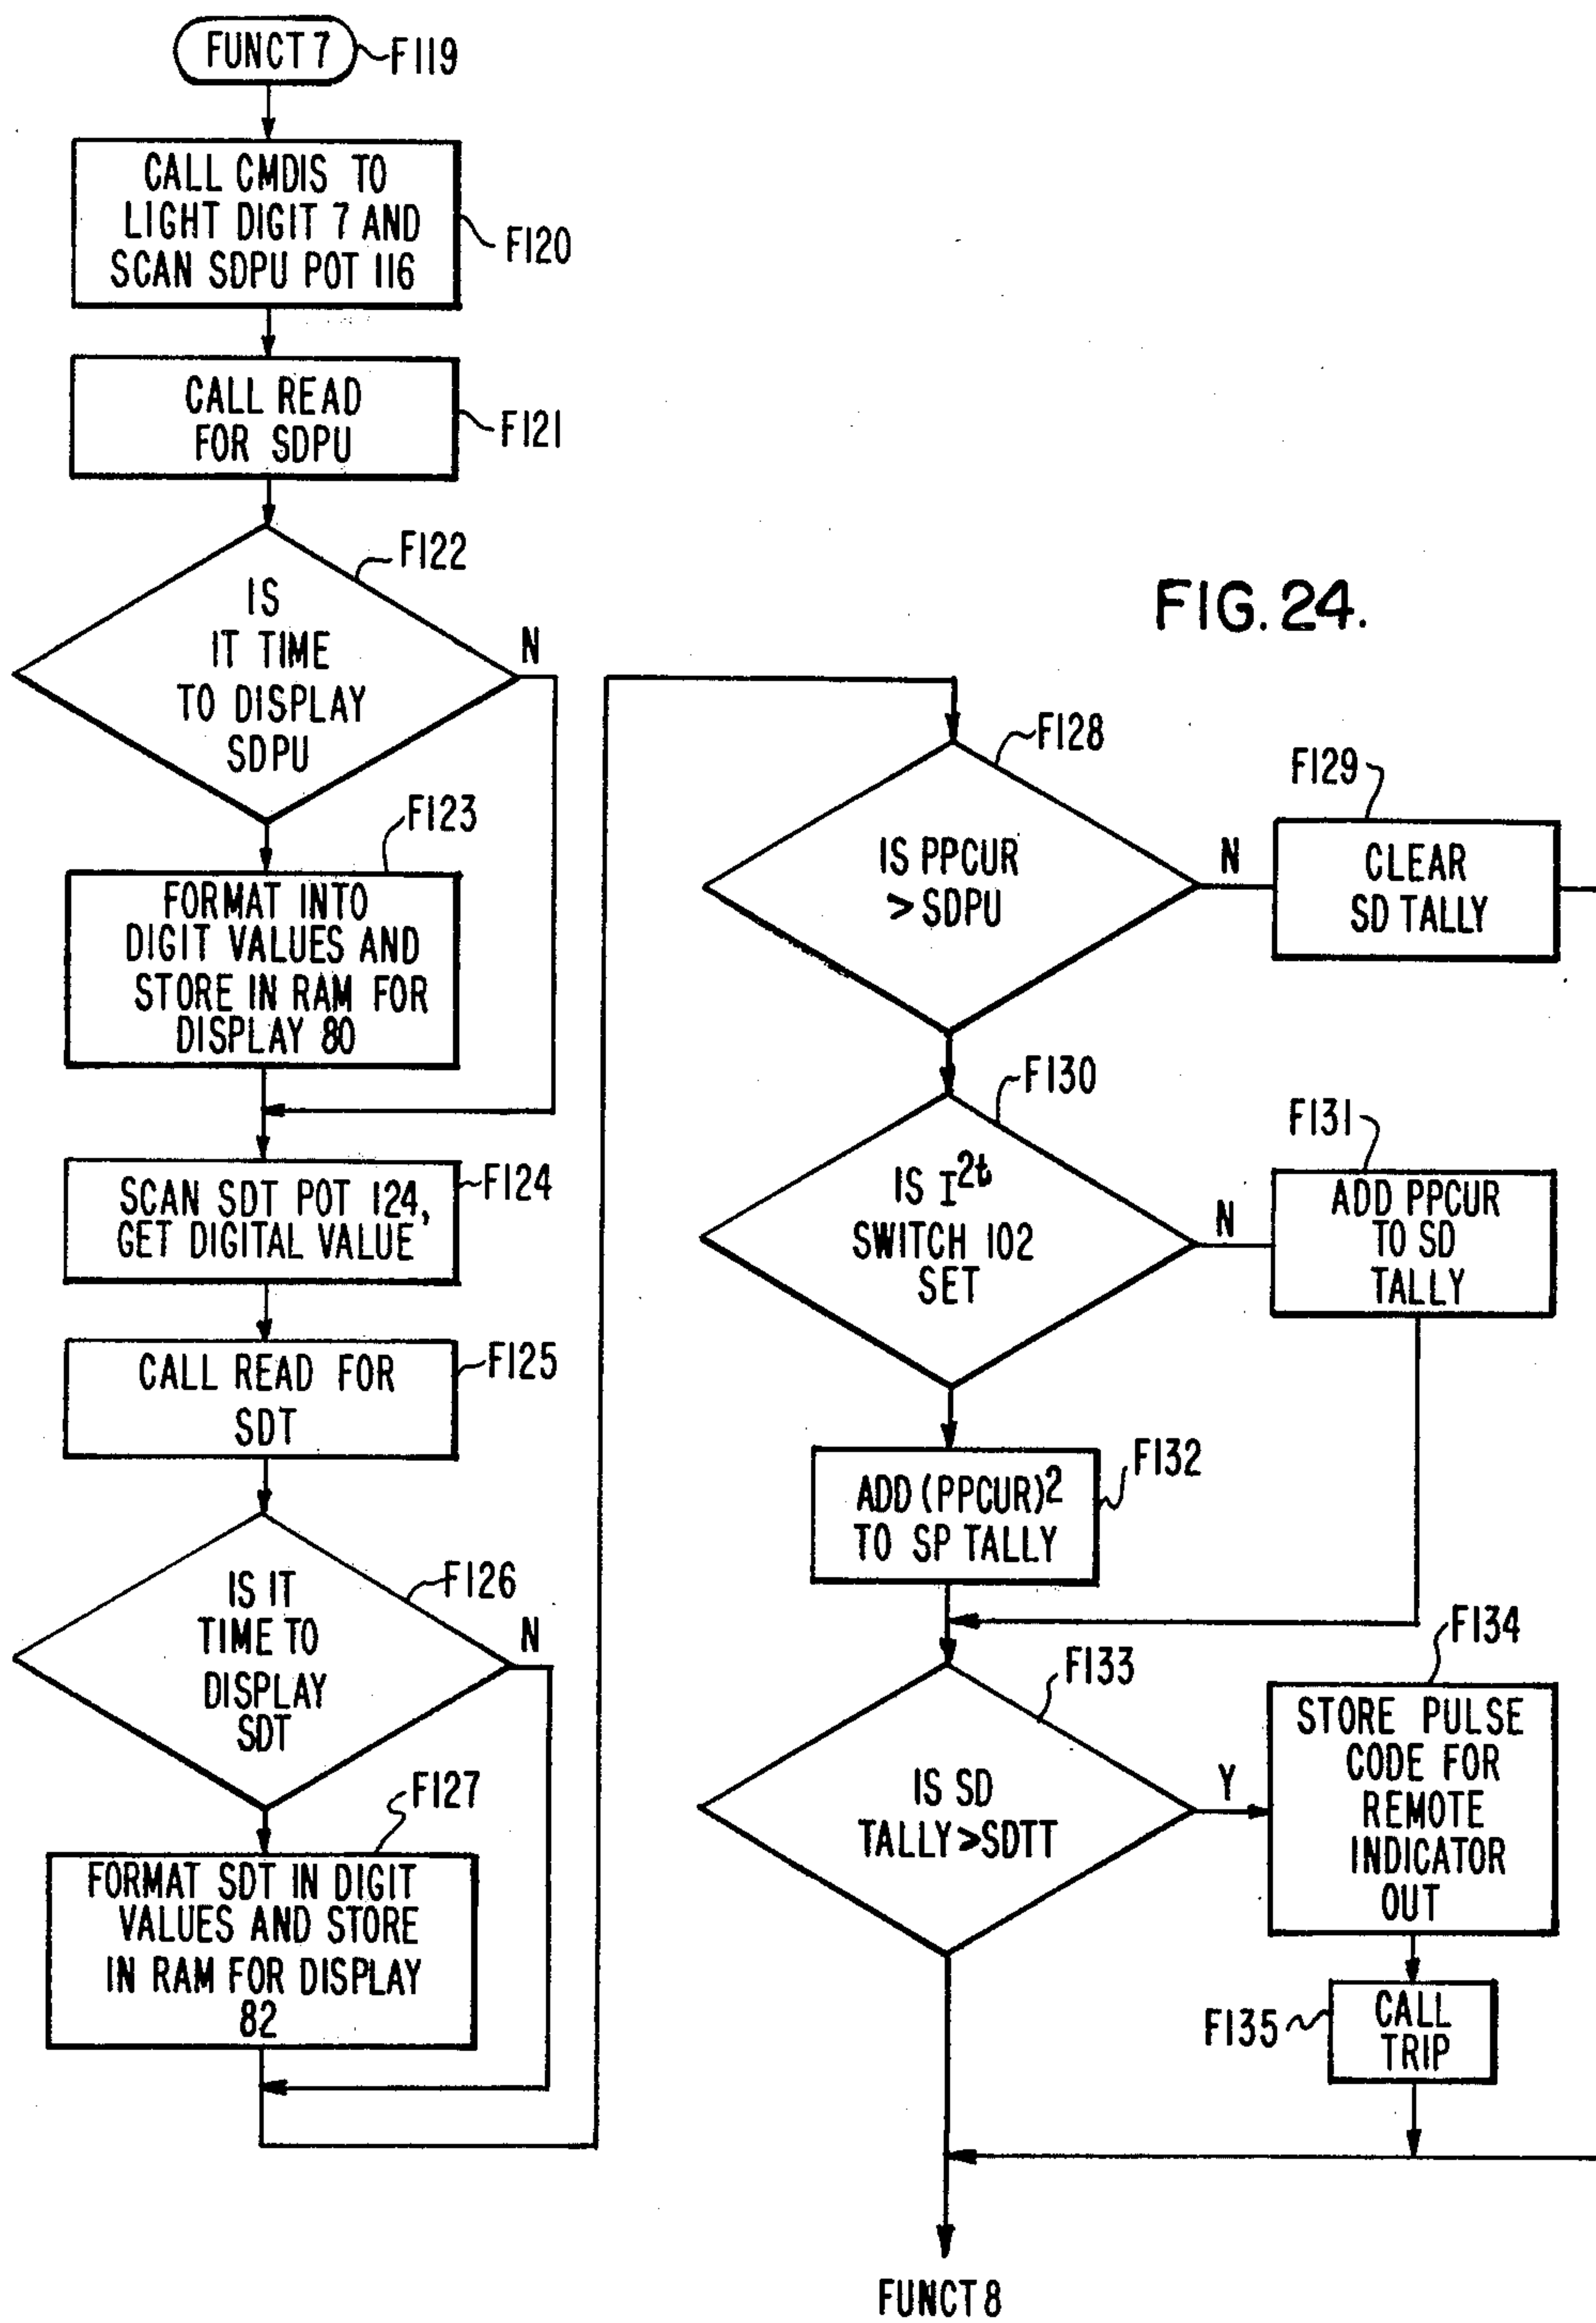 FUNCT 7
F119
CALL CMDIS TO
LIGHT DIGIT 7 AND
SCAN SDPU POT 116
F120
CALL READ
FOR SDPU
F121
F122
IS
IT TIME
TO DISPLAY
SDPU
N
F123
FORMAT INTO
DIGIT VALUES AND
STORE IN RAM FOR
DISPLAY 80
SCAN SDT POT 124,
GET DIGITAL VALUE
F124
CALL READ FOR
SDT
F125
F126
IS IT
TIME TO
DISPLAY
SDT
N
F127
FORMAT SDT IN DIGIT
VALUES AND STORE
IN RAM FOR DISPLAY
82
FIG. 24.
F128
IS PPCUR
> SDPU
N
F129
CLEAR
SD TALLY
F130
IS I2t
SWITCH 102
SET
N
F131
ADD PPCUR
TO SD
TALLY
F132
ADD (PPCUR)2
TO SP TALLY
F133
IS SD
TALLY>SDTT
Y
F134
STORE PULSE
CODE FOR
REMOTE
INDICATOR
OUT
F135
CALL
TRIP
FUNCT 8